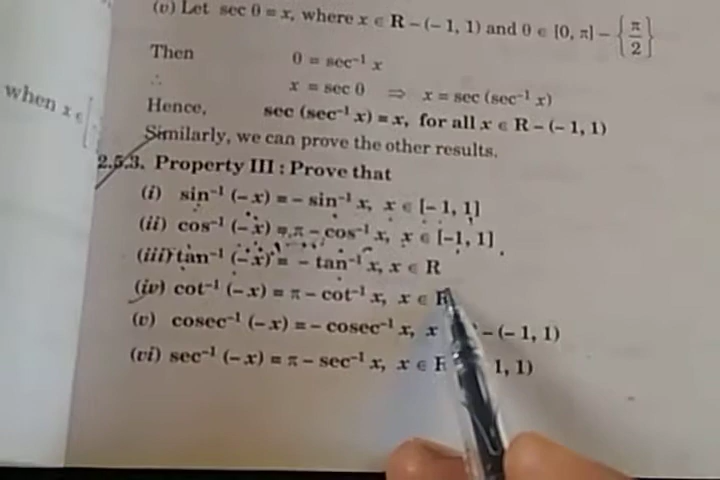 (v) Let sec θ = x, where x ∈ R – (– 1, 1) and θ ∈ [0, π] – {π/2}
Then θ = sec⁻¹ x
∴ x = sec θ ⇒ x = sec (sec⁻¹ x)
when x ∈ [
Hence, sec (sec⁻¹ x) = x, for all x ∈ R – (– 1, 1)
Similarly, we can prove the other results.
2.5.3. Property III : Prove that
(i) sin⁻¹ (– x) = – sin⁻¹ x, x ∈ [– 1, 1]
(ii) cos⁻¹ (– x) = π – cos⁻¹ x, x ∈ [–1, 1]
(iii) tan⁻¹ (– x) = – tan⁻¹ x, x ∈ R
(iv) cot⁻¹ (– x) = π – cot⁻¹ x, x ∈ R
(v) cosec⁻¹ (– x) = – cosec⁻¹ x, x – (– 1, 1)
(vi) sec⁻¹ (– x) = π – sec⁻¹ x, x ∈ R 1, 1)